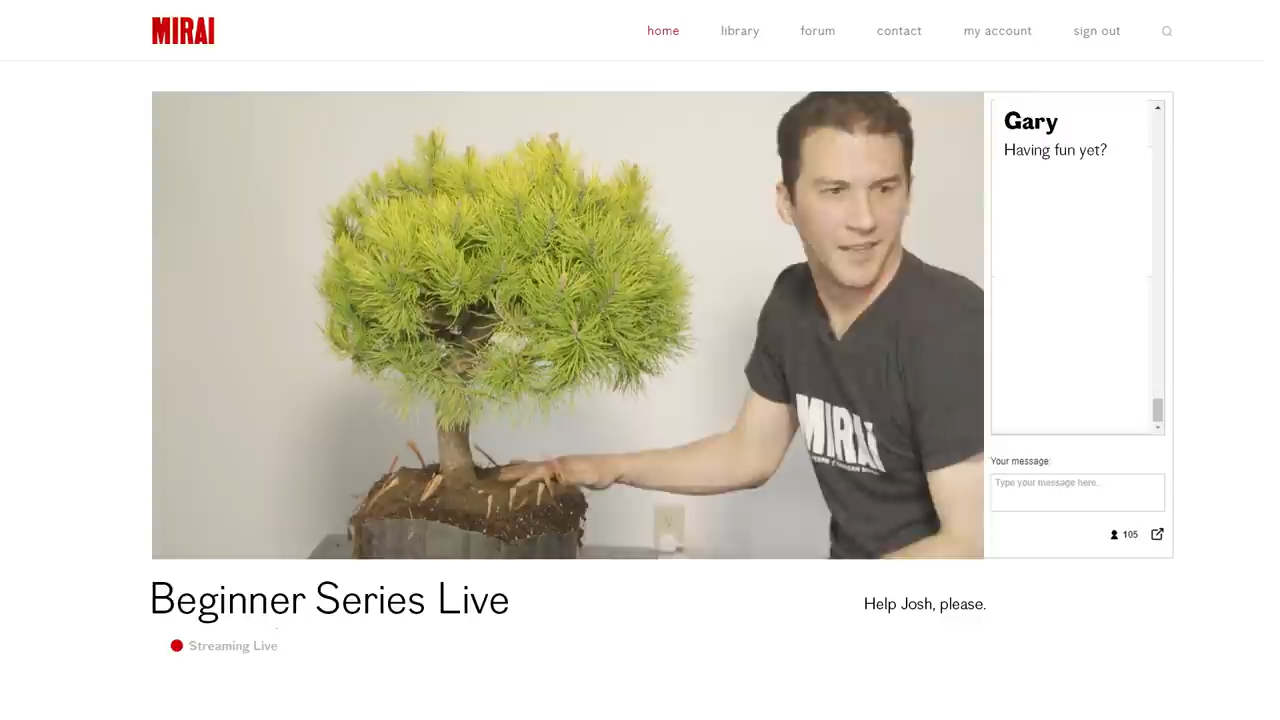 MIRAI
home library forum contact my account sign out
Gary
Having fun yet?
MIRAI
Your message:
Type your message here..
105
Beginner Series Live
Help Josh, please.
Streaming Live